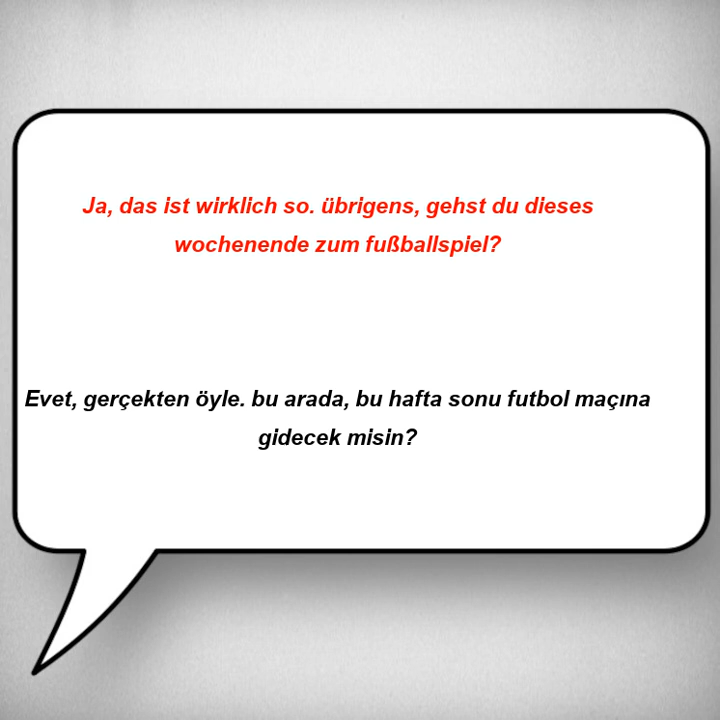 Ja, das ist wirklich so. übrigens, gehst du dieses
wochenende zum fußballspiel?
Evet, gerçekten öyle. bu arada, bu hafta sonu futbol maçına
gidecek misin?